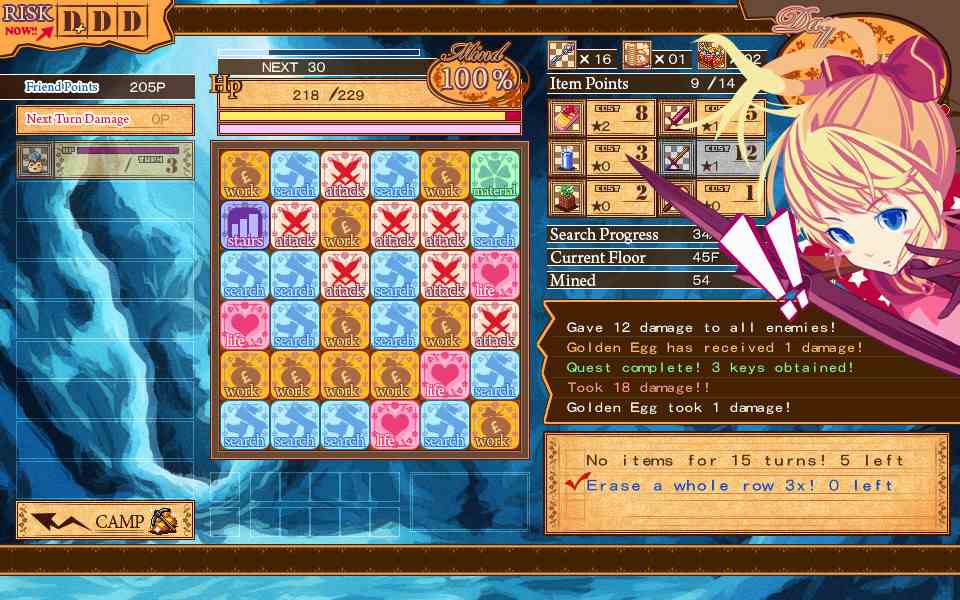 RISK
NOW!!
D+ D D
Friend Points 205P
Next Turn Damage 0P
HP
/ TURN 3
CAMP
NEXT 30
Mind
100%
Hp
218 / 229
work search attack search work material
stairs attack work attack attack search
search search attack search attack life
life search work search work attack
work work work work life search
search search search life search work
Day
× 16 × 01 02
Item Points 9 / 14
COST 8 ★2 COST 5
COST 3 ★0 COST 12 ★1
COST 2 ★0 COST 1 ★0
Search Progress 34
Current Floor 45F
Mined 54
Gave 12 damage to all enemies!
Golden Egg has received 1 damage!
Quest complete! 3 keys obtained!
Took 18 damage!!
Golden Egg took 1 damage!
No items for 15 turns! 5 left
Erase a whole row 3x! 0 left